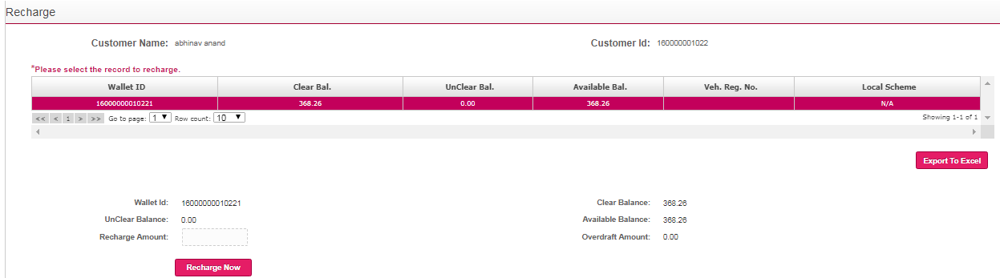 Recharge
Customer Name: abhinav anand Customer Id: 160000001022
*Please select the record to recharge.
Wallet ID Clear Bal. UnClear Bal. Available Bal. Veh. Reg. No. Local Scheme
16000000010221 368.26 0.00 368.26 N/A
<< < 1 > >> Go to page: 1 Row count: 10 Showing 1-1 of 1
Export To Excel
Wallet Id: 16000000010221 Clear Balance: 368.26
UnClear Balance: 0.00 Available Balance: 368.26
Recharge Amount: Overdraft Amount: 0.00
Recharge Now